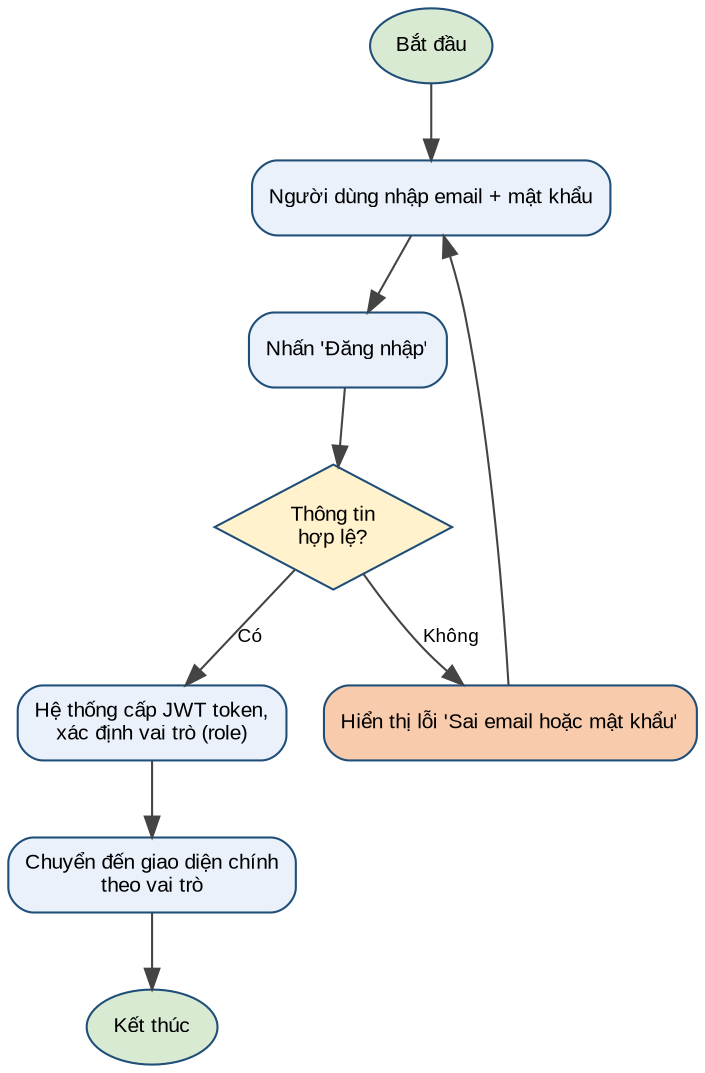 Bắt đầu
Người dùng nhập email + mật khẩu
Nhấn 'Đăng nhập'
Thông tin
hợp lệ?
Có
Không
Hệ thống cấp JWT token,
xác định vai trò (role)
Hiển thị lỗi 'Sai email hoặc mật khẩu'
Chuyển đến giao diện chính
theo vai trò
Kết thúc